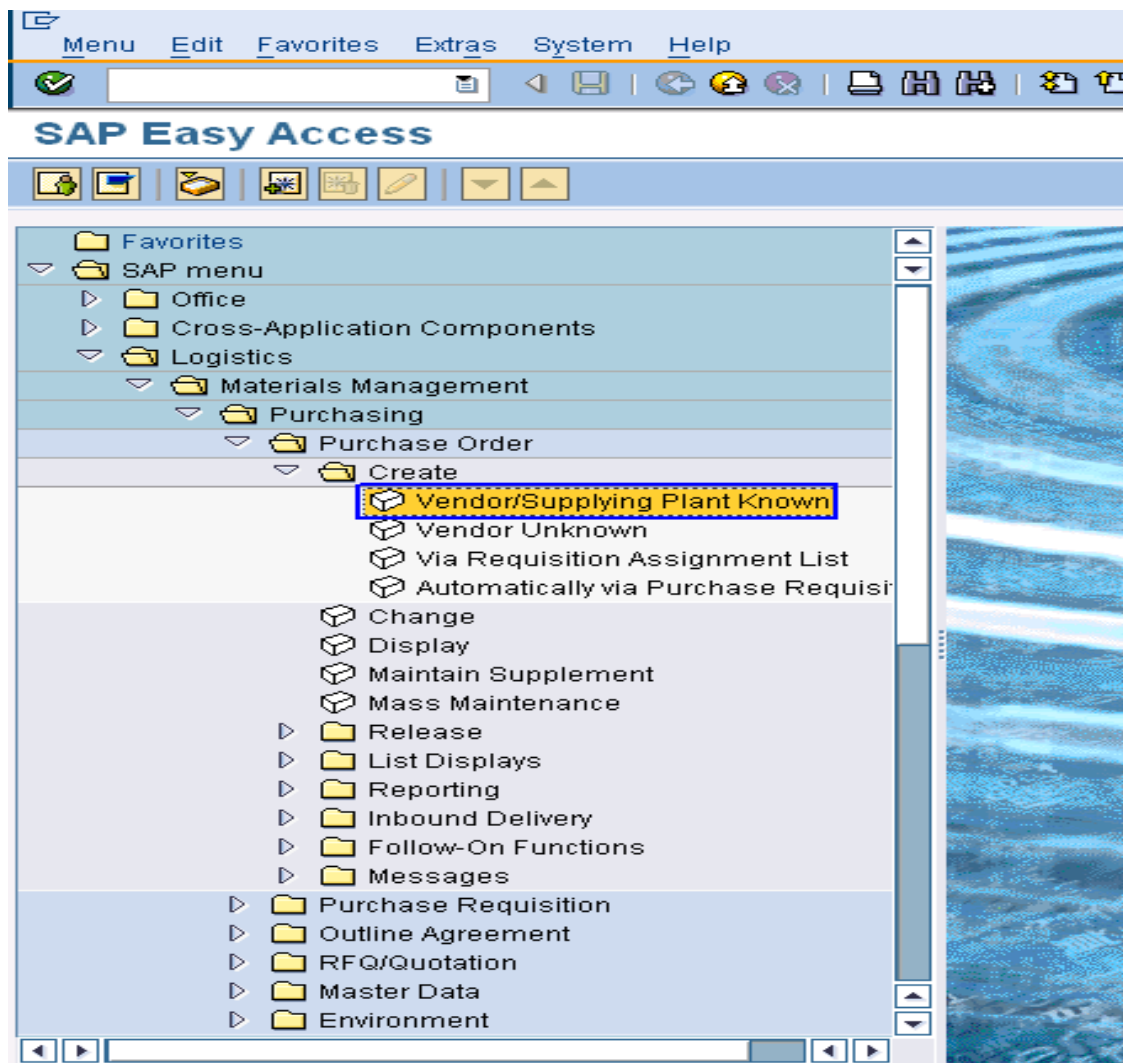 Menu Edit Favorites Extras System Help
SAP Easy Access
Favorites
SAP menu
Office
Cross-Application Components
Logistics
Materials Management
Purchasing
Purchase Order
Create
Vendor/Supplying Plant Known
Vendor Unknown
Via Requisition Assignment List
Automatically via Purchase Requisi
Change
Display
Maintain Supplement
Mass Maintenance
Release
List Displays
Reporting
Inbound Delivery
Follow-On Functions
Messages
Purchase Requisition
Outline Agreement
RFQ/Quotation
Master Data
Environment